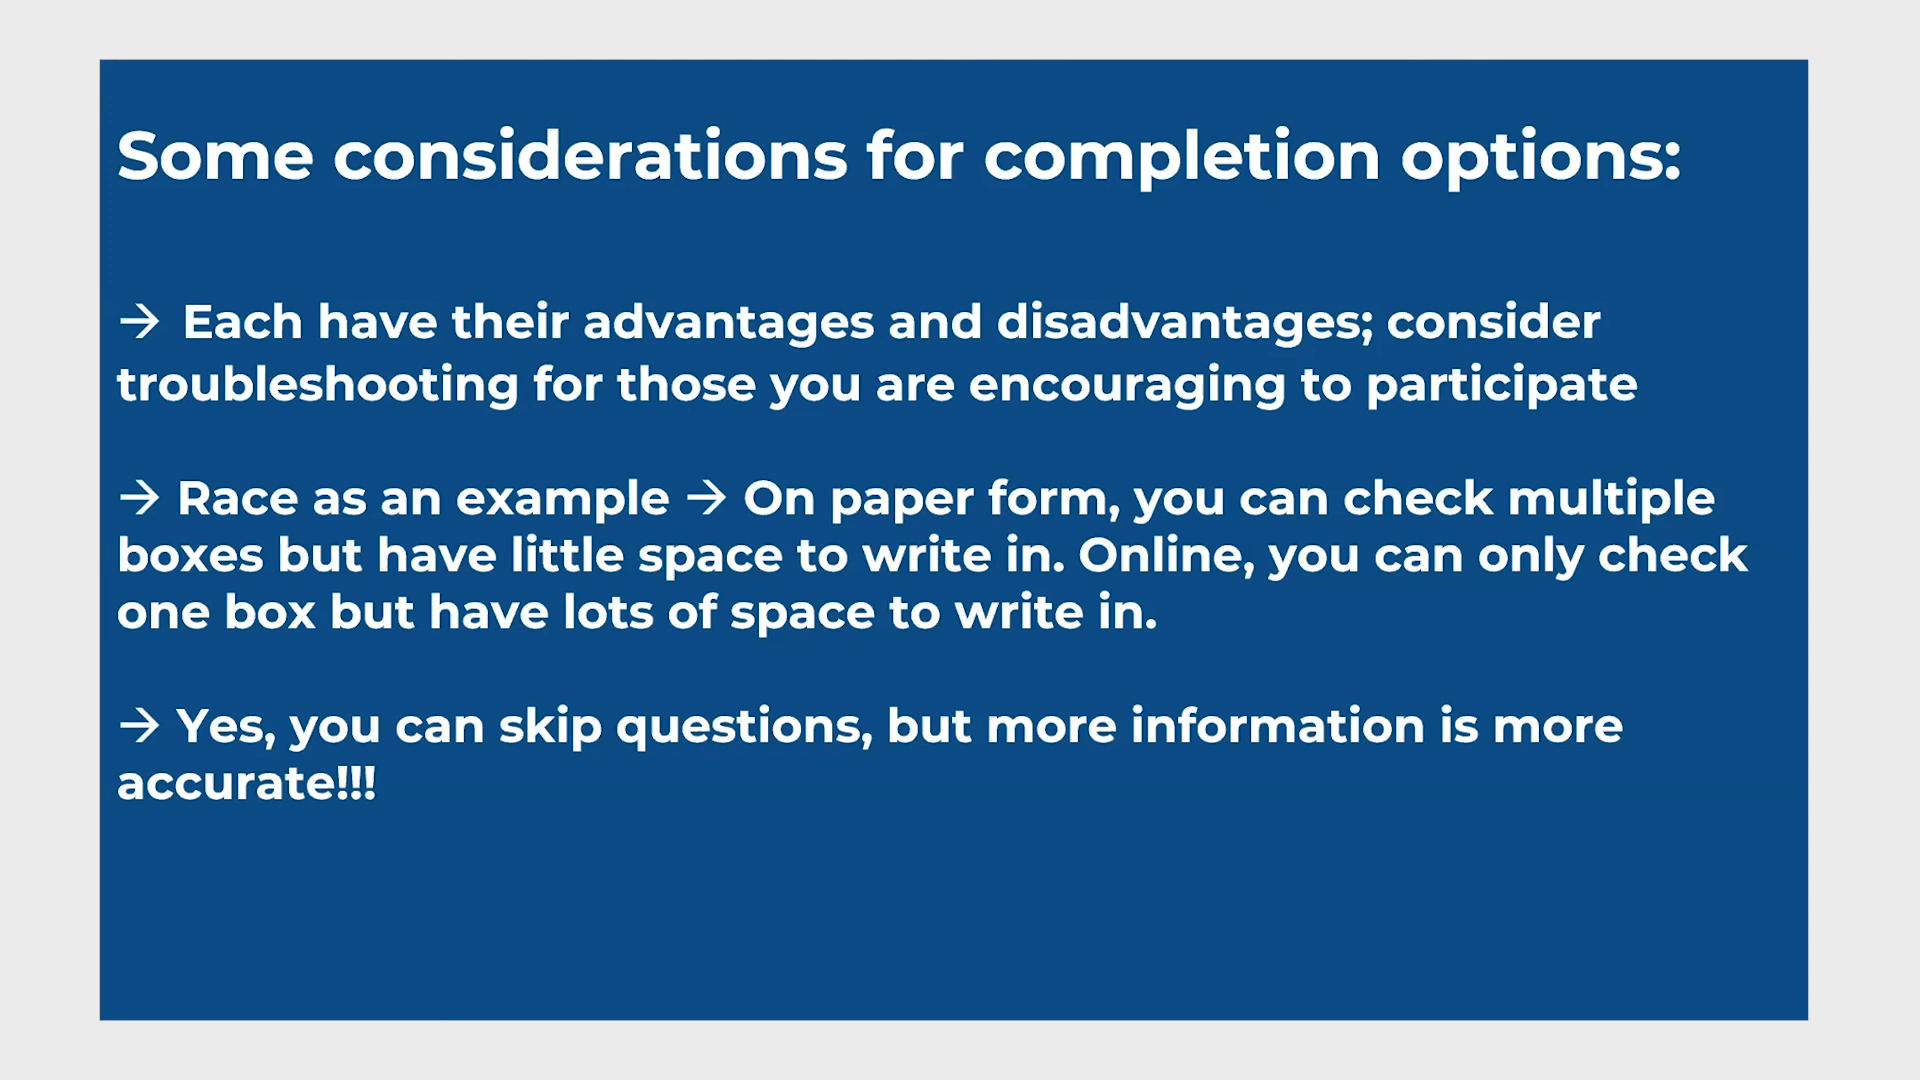 Some considerations for completion options:
→ Each have their advantages and disadvantages; consider
troubleshooting for those you are encouraging to participate
→ Race as an example → On paper form, you can check multiple
boxes but have little space to write in. Online, you can only check
one box but have lots of space to write in.
→ Yes, you can skip questions, but more information is more
accurate!!!